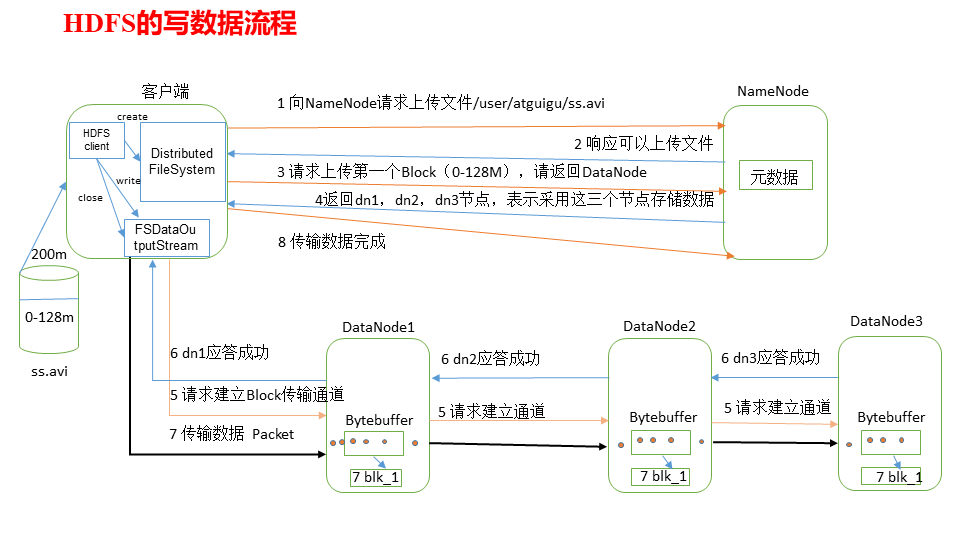 HDFS的写数据流程
客户端
NameNode
1 向NameNode请求上传文件/user/atguigu/ss.avi
create
HDFS
client
Distributed
FileSystem
2 响应可以上传文件
3 请求上传第一个Block（0-128M），请返回DataNode
元数据
write
close
4返回dn1，dn2，dn3节点，表示采用这三个节点存储数据
FSDataOu
tputStream
8 传输数据完成
200m
0-128m
ss.avi
DataNode1
DataNode2
DataNode3
6 dn1应答成功
6 dn2应答成功
6 dn3应答成功
5 请求建立Block传输通道
5 请求建立通道
5 请求建立通道
Bytebuffer
Bytebuffer
Bytebuffer
7 传输数据 Packet
7 blk_1
7 blk_1
7 blk_1